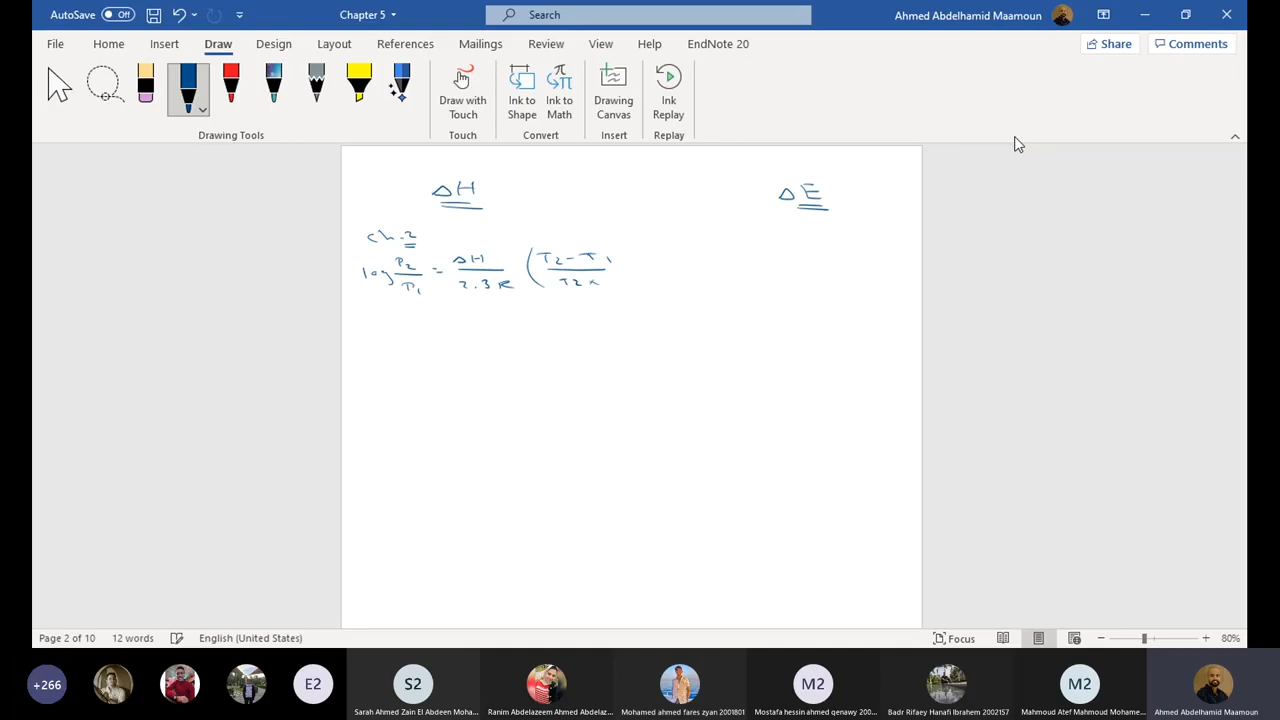 AutoSave Off Chapter 5 Search Ahmed Abdelhamid Maamoun
File Home Insert Draw Design Layout References Mailings Review View Help EndNote 20 Share Comments
Draw with Touch
Ink to Shape
Ink to Math
Drawing Canvas
Ink Replay
Drawing Tools Touch Convert Insert Replay
ΔH ΔE
ch. 2
log P2/P1 = ΔH/2.3 R (T2 - T1/T2 x
Page 2 of 10 12 words English (United States) Focus 80%
+266 E2 S2 M2 M2
Sarah Ahmed Zain El Abdeen Moha... Ranim Abdelazeem Ahmed Abdelaz... Mohamed ahmed fares zyan 2001801 Mostafa hessin ahmed qenawy 200... Badr Rifaey Hanafi Ibrahem 2002157 Mahmoud Atef Mahmoud Mohame... Ahmed Abdelhamid Maamoun